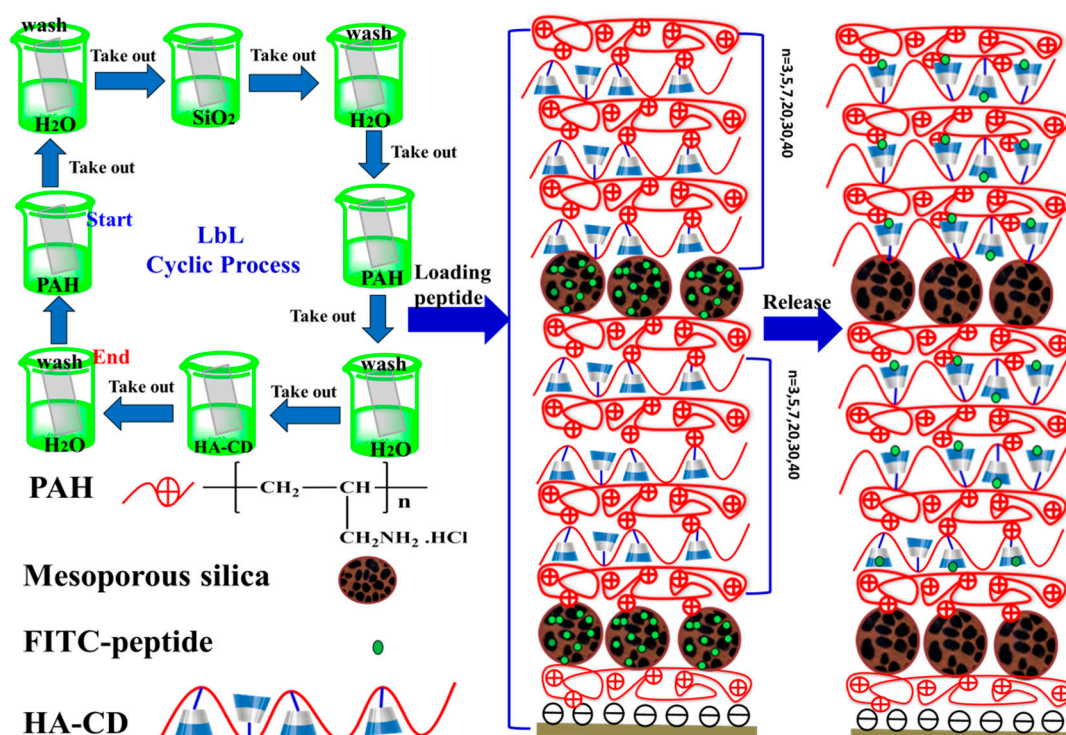 wash
Take out
H2O
SiO2
Take out
wash
H2O
Take out
Take out
Start
PAH
LbL
Cyclic Process
PAH
Loading
peptide
Take out
wash
End
H2O
Take out
HA-CD
Take out
wash
H2O
PAH
CH2
CH
n
CH2NH2 .HCl
Mesoporous silica
FITC-peptide
HA-CD
n=3,5,7,20,30,40
n=3,5,7,20,30,40
Release